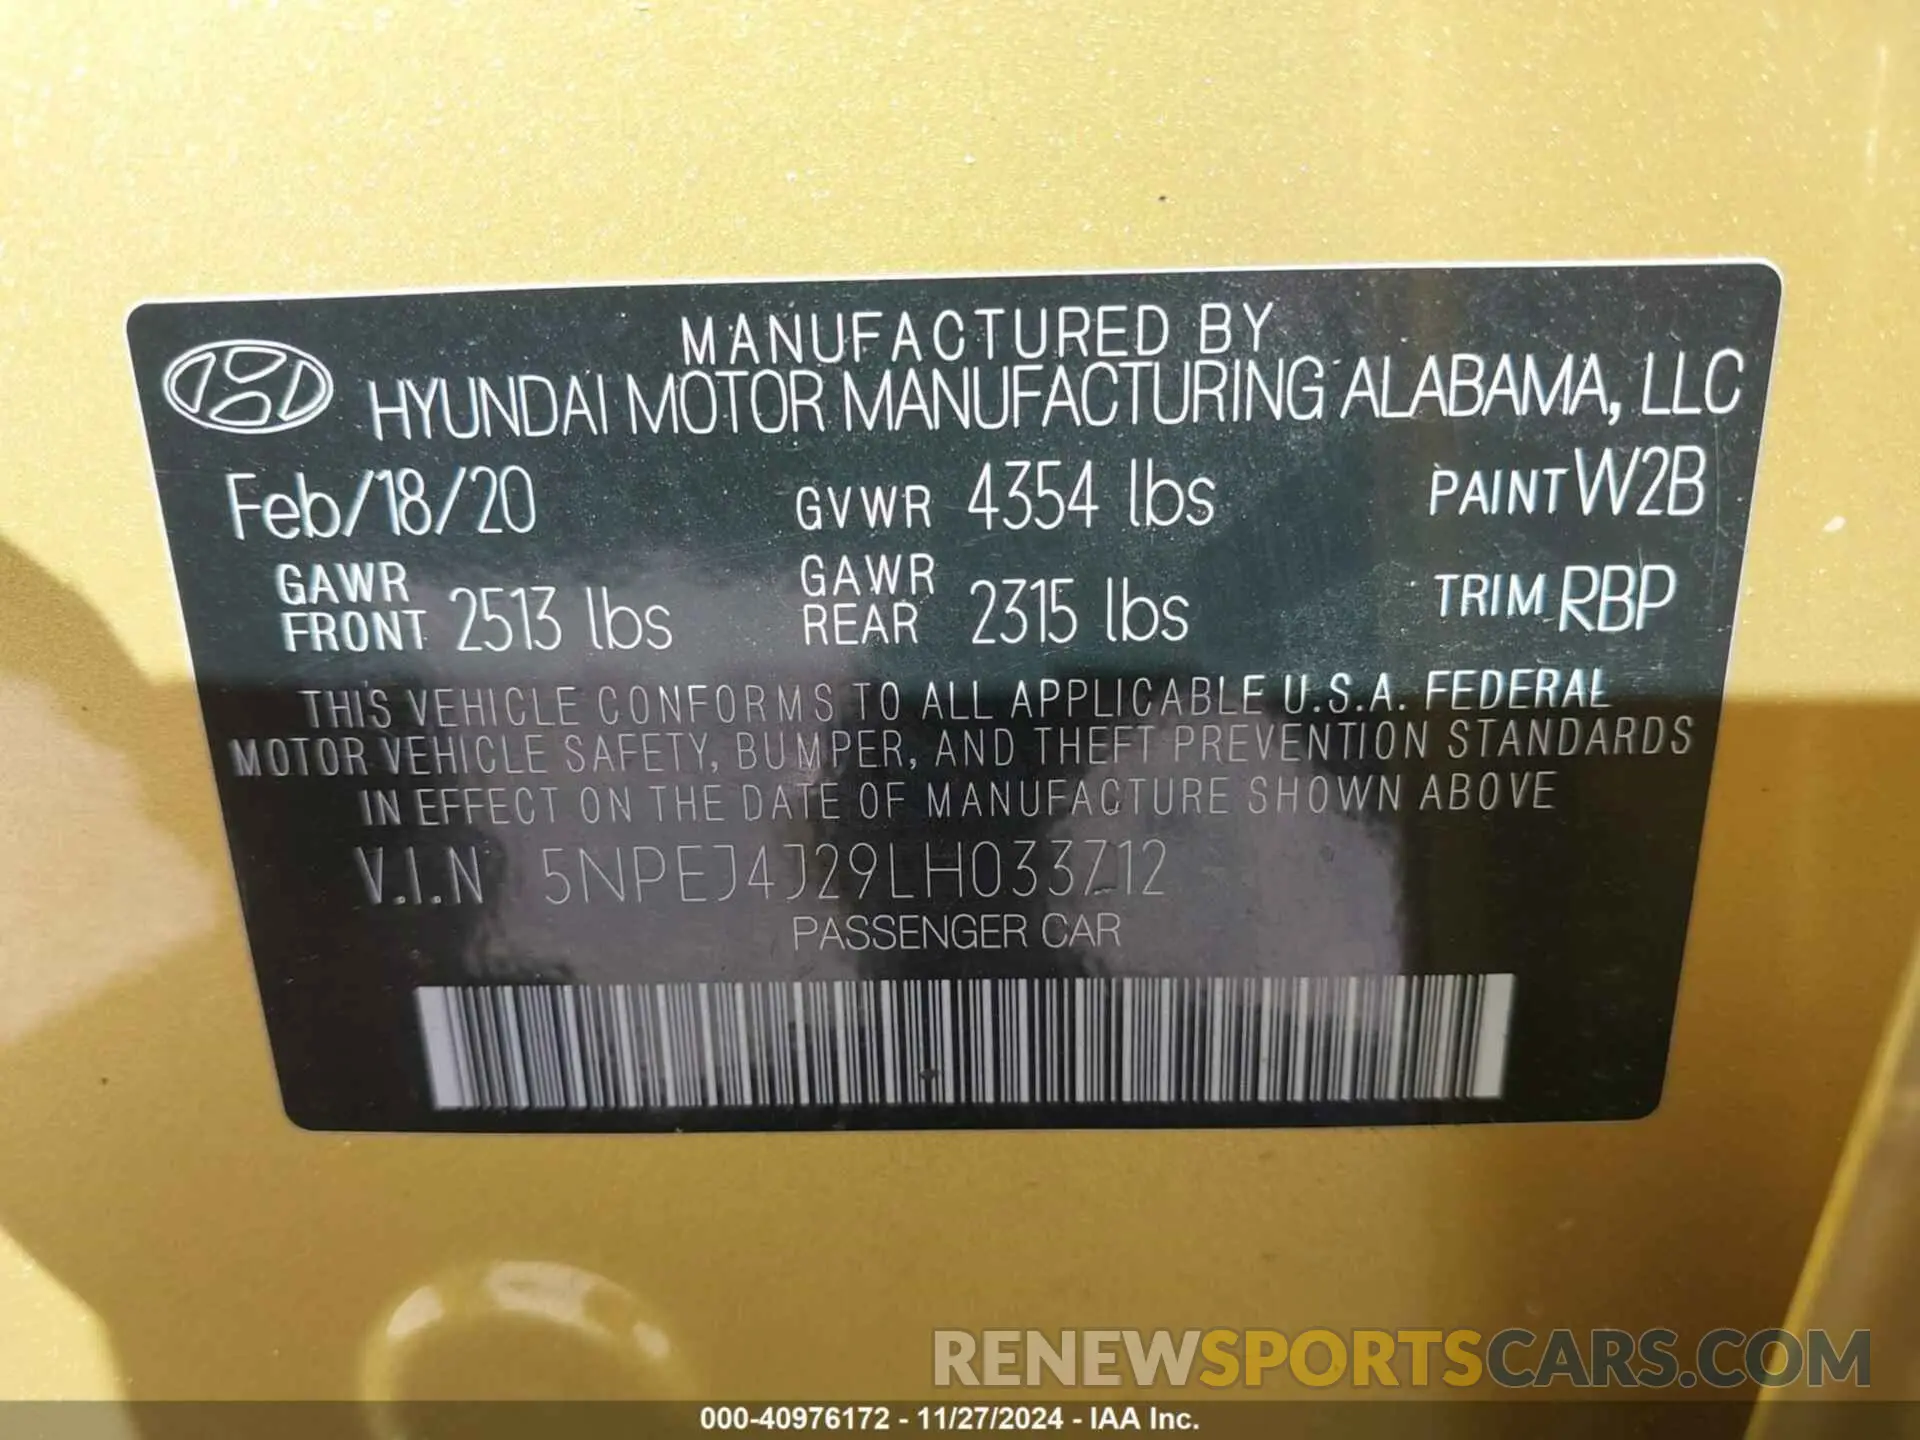 MANUFACTURED BY
HYUNDAI MOTOR MANUFACTURING ALABAMA, LLC
Feb/18/20 GVWR 4354 lbs PAINT W2B
GAWR FRONT 2513 lbs GAWR REAR 2315 lbs TRIM RBP
THIS VEHICLE CONFORMS TO ALL APPLICABLE U.S.A. FEDERAL
MOTOR VEHICLE SAFETY, BUMPER, AND THEFT PREVENTION STANDARDS
IN EFFECT ON THE DATE OF MANUFACTURE SHOWN ABOVE
V.I.N 5NPEJ4J29LH033712
PASSENGER CAR
RENEWSPORTSCARS.COM
000-40976172 - 11/27/2024 - IAA Inc.